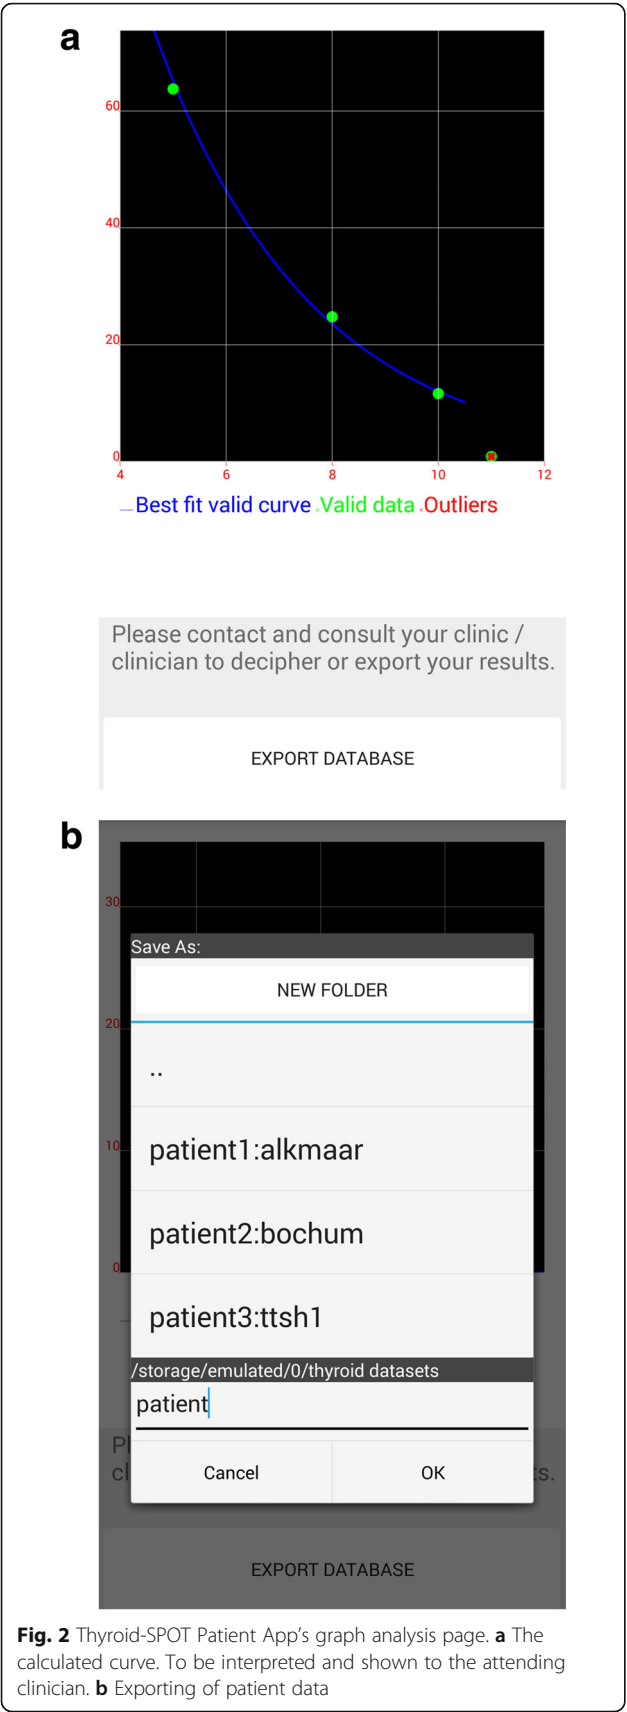 a
60
40
20
0
4 6 8 10 12
Best fit valid curve Valid data Outliers
Please contact and consult your clinic /
clinician to decipher or export your results.
EXPORT DATABASE
b
30
20
10
0
Save As:
NEW FOLDER
..
patient1:alkmaar
patient2:bochum
patient3:ttsh1
/storage/emulated/0/thyroid datasets
patient
Pl
cl ts.
Cancel OK
EXPORT DATABASE
Fig. 2 Thyroid-SPOT Patient App's graph analysis page. a The
calculated curve. To be interpreted and shown to the attending
clinician. b Exporting of patient data